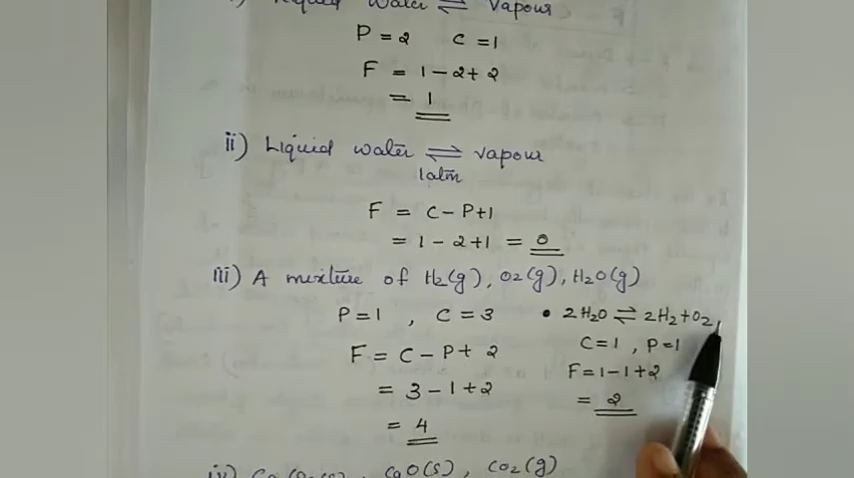 i) Liquid water ⇌ vapour
P = 2 C = 1
F = 1 - 2 + 2
= 1
ii) Liquid water ⇌ vapour
1atm
F = C - P + 1
= 1 - 2 + 1 = 0
iii) A mixture of H2(g), O2(g), H2O(g)
P = 1 , C = 3
F = C - P + 2
= 3 - 1 + 2
= 4
• 2H2O ⇌ 2H2 + O2
C = 1 , P = 1
F = 1 - 1 + 2
= 2
iv) CaO(s), CO2(g)